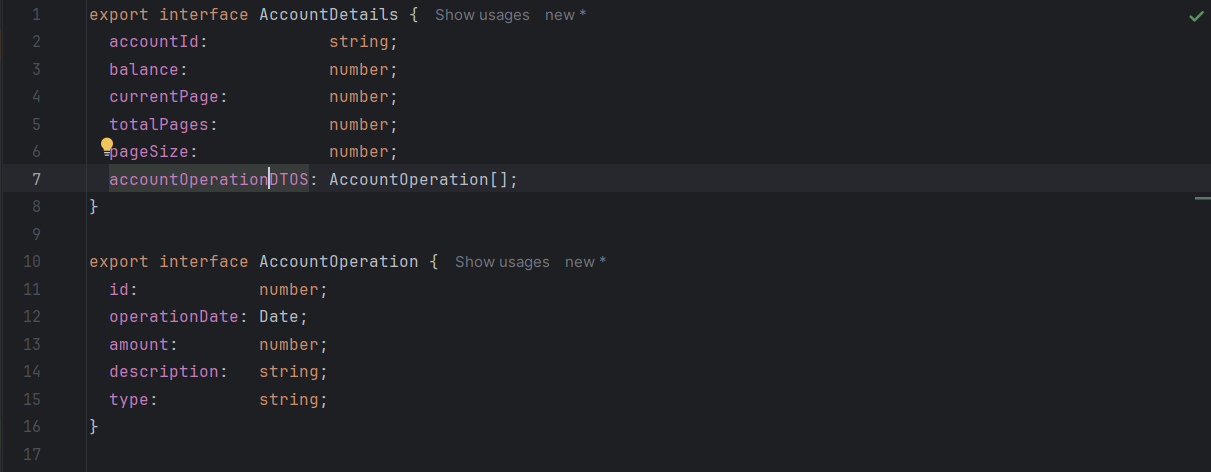 1 export interface AccountDetails { Show usages new *
2 accountId: string;
3 balance: number;
4 currentPage: number;
5 totalPages: number;
6 pageSize: number;
7 accountOperationDTOS: AccountOperation[];
8 }
9
10 export interface AccountOperation { Show usages new *
11 id: number;
12 operationDate: Date;
13 amount: number;
14 description: string;
15 type: string;
16 }
17